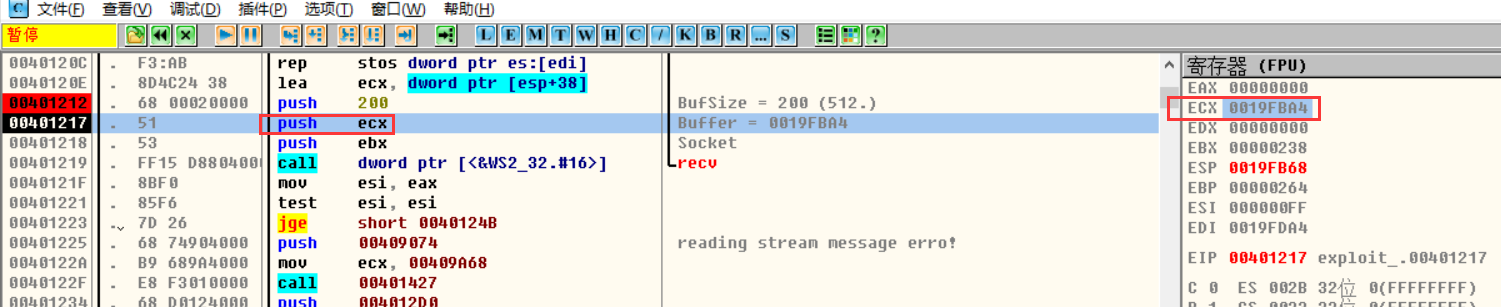 C 文件(F) 查看(V) 调试(D) 插件(P) 选项(T) 窗口(W) 帮助(H)
暂停 L E M T W H C / K B R ... S ?
0040120C . F3:AB rep stos dword ptr es:[edi]
0040120E . 8D4C24 38 lea ecx, dword ptr [esp+38]
00401212 . 68 00020000 push 200 BufSize = 200 (512.)
00401217 . 51 push ecx Buffer = 0019FBA4
00401218 . 53 push ebx Socket
00401219 . FF15 D880400 call dword ptr [<&WS2_32.#16>] recv
0040121F . 8BF0 mov esi, eax
00401221 . 85F6 test esi, esi
00401223 .⌄ 7D 26 jge short 0040124B
00401225 . 68 74904000 push 00409074 reading stream message erro!
0040122A . B9 689A4000 mov ecx, 00409A68
0040122F . E8 F3010000 call 00401427
00401234 . 68 D0124000 push 004012D0
寄存器 (FPU)
EAX 00000000
ECX 0019FBA4
EDX 00000000
EBX 00000238
ESP 0019FB68
EBP 00000264
ESI 000000FF
EDI 0019FDA4
EIP 00401217 exploit_.00401217
C 0 ES 002B 32位 0(FFFFFFFF)